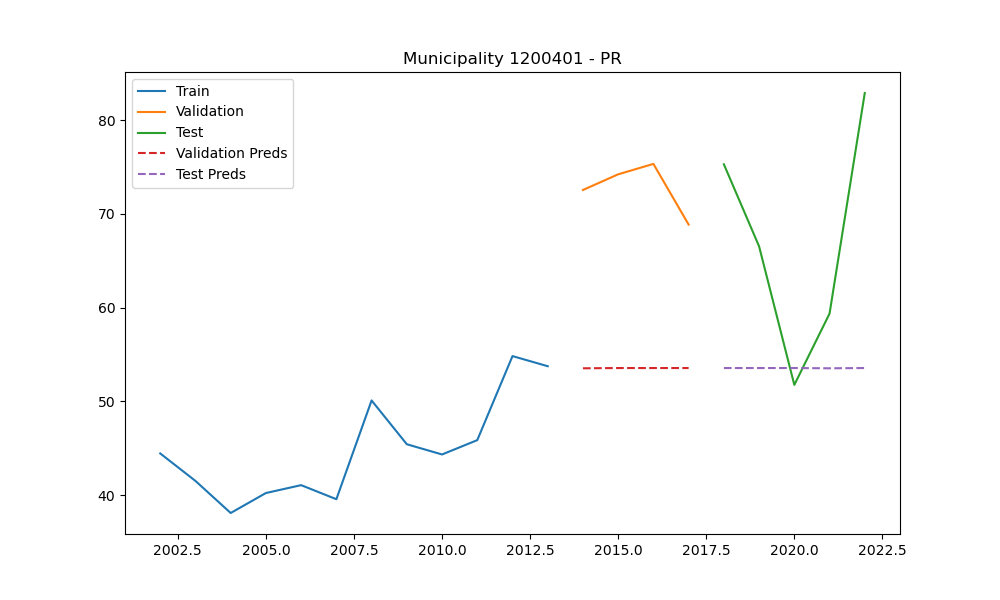 Municipality 1200401 - PR
Train
Validation
Test
Validation Preds
Test Preds
80
70
60
50
40
2002.5 2005.0 2007.5 2010.0 2012.5 2015.0 2017.5 2020.0 2022.5